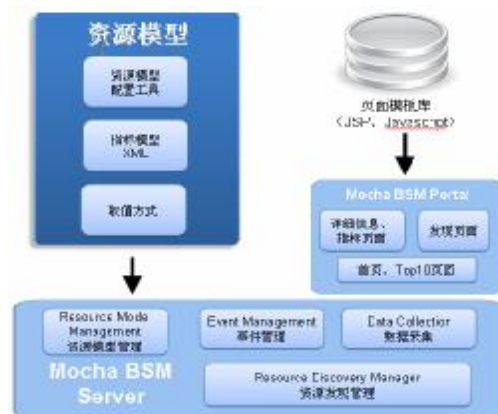 资源模型
资源模型
配置工具
指标模型
XML
取值方式
页面模板库
(JSP、Javascript)
Mocha BSM Portal
详细信息、
指标页面
发现页面
首页、Top10页面
Resource Mode
Management
资源模型管理
Event Management
事件管理
Data Collection
数据采集
Mocha BSM
Server
Resource Discovery Manager
资源发现管理